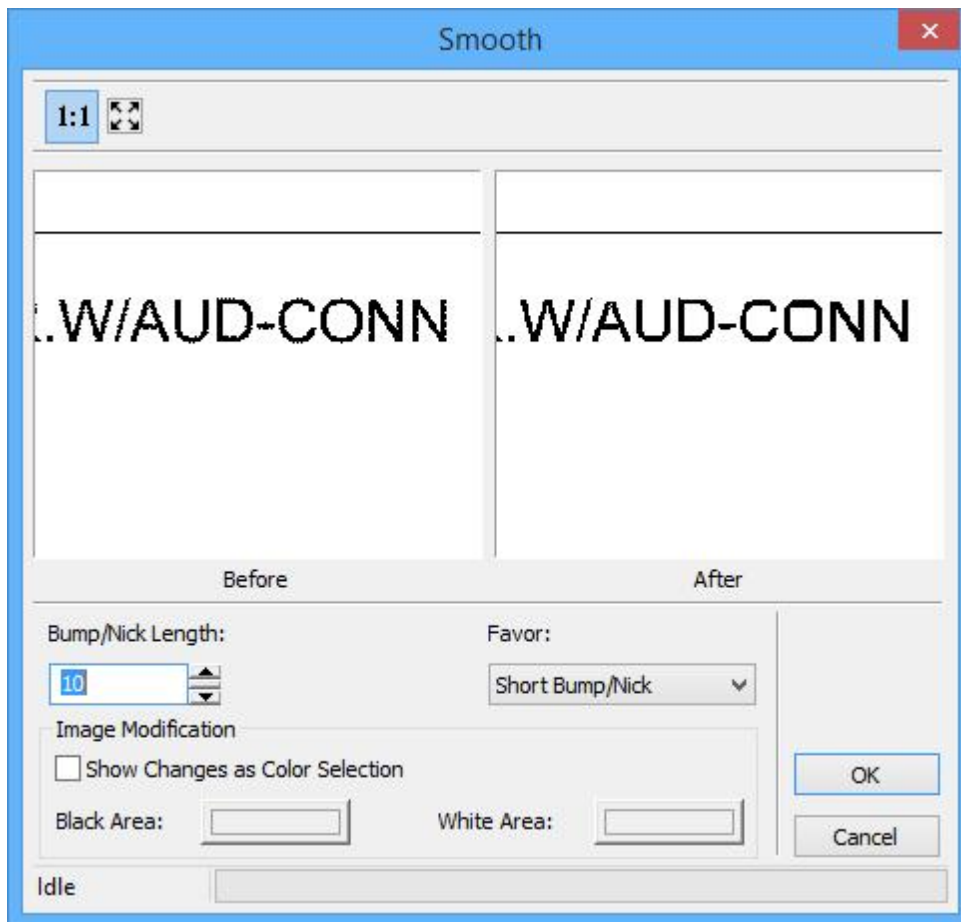 Smooth
1:1
.W/AUD-CONN
.W/AUD-CONN
Before
After
Bump/Nick Length:
Favor:
10
Short Bump/Nick
Image Modification
Show Changes as Color Selection
OK
Black Area:
White Area:
Cancel
Idle